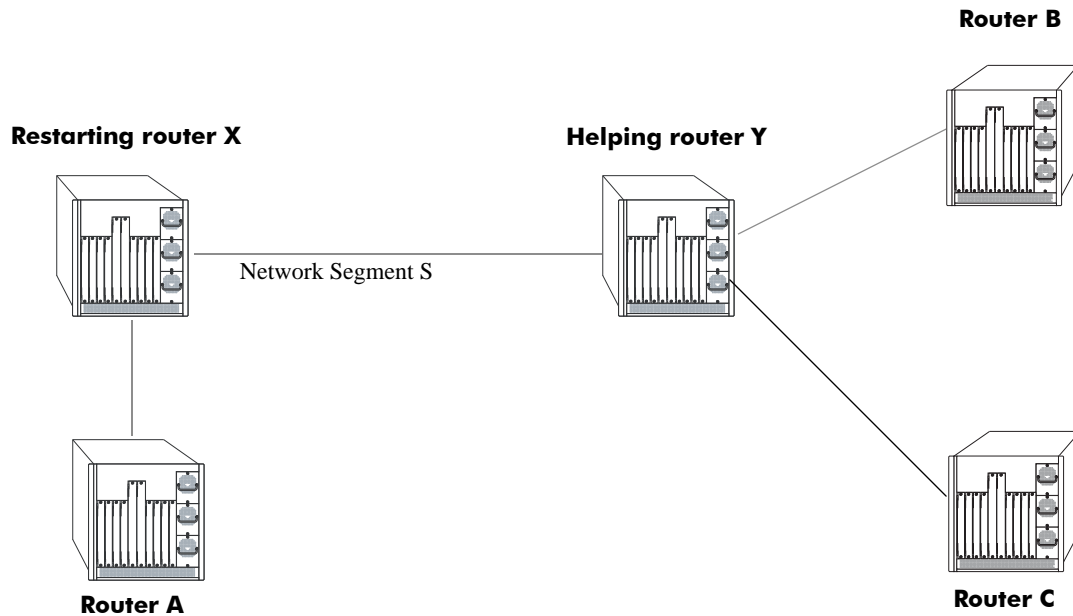 Router B
Restarting router X
Helping router Y
Network Segment S
Router A
Router C